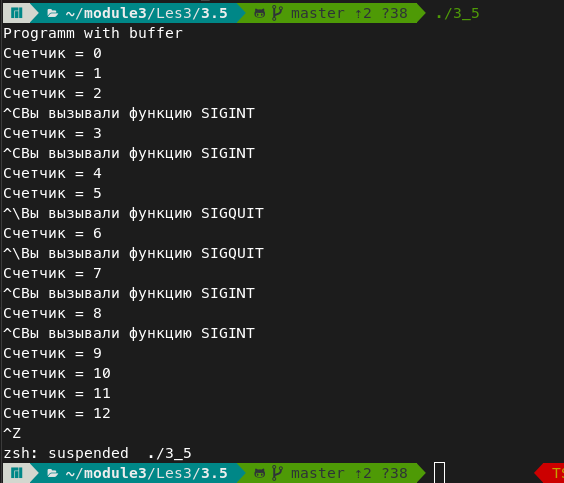 ~/module3/Les3/3.5 master ↑2 ?38 ./3_5
Programm with buffer
Счетчик = 0
Счетчик = 1
Счетчик = 2
^CВы вызывали функцию SIGINT
Счетчик = 3
^CВы вызывали функцию SIGINT
Счетчик = 4
Счетчик = 5
^\Вы вызывали функцию SIGQUIT
Счетчик = 6
^\Вы вызывали функцию SIGQUIT
Счетчик = 7
^CВы вызывали функцию SIGINT
Счетчик = 8
^CВы вызывали функцию SIGINT
Счетчик = 9
Счетчик = 10
Счетчик = 11
Счетчик = 12
^Z
zsh: suspended  ./3_5
~/module3/Les3/3.5 master ↑2 ?38